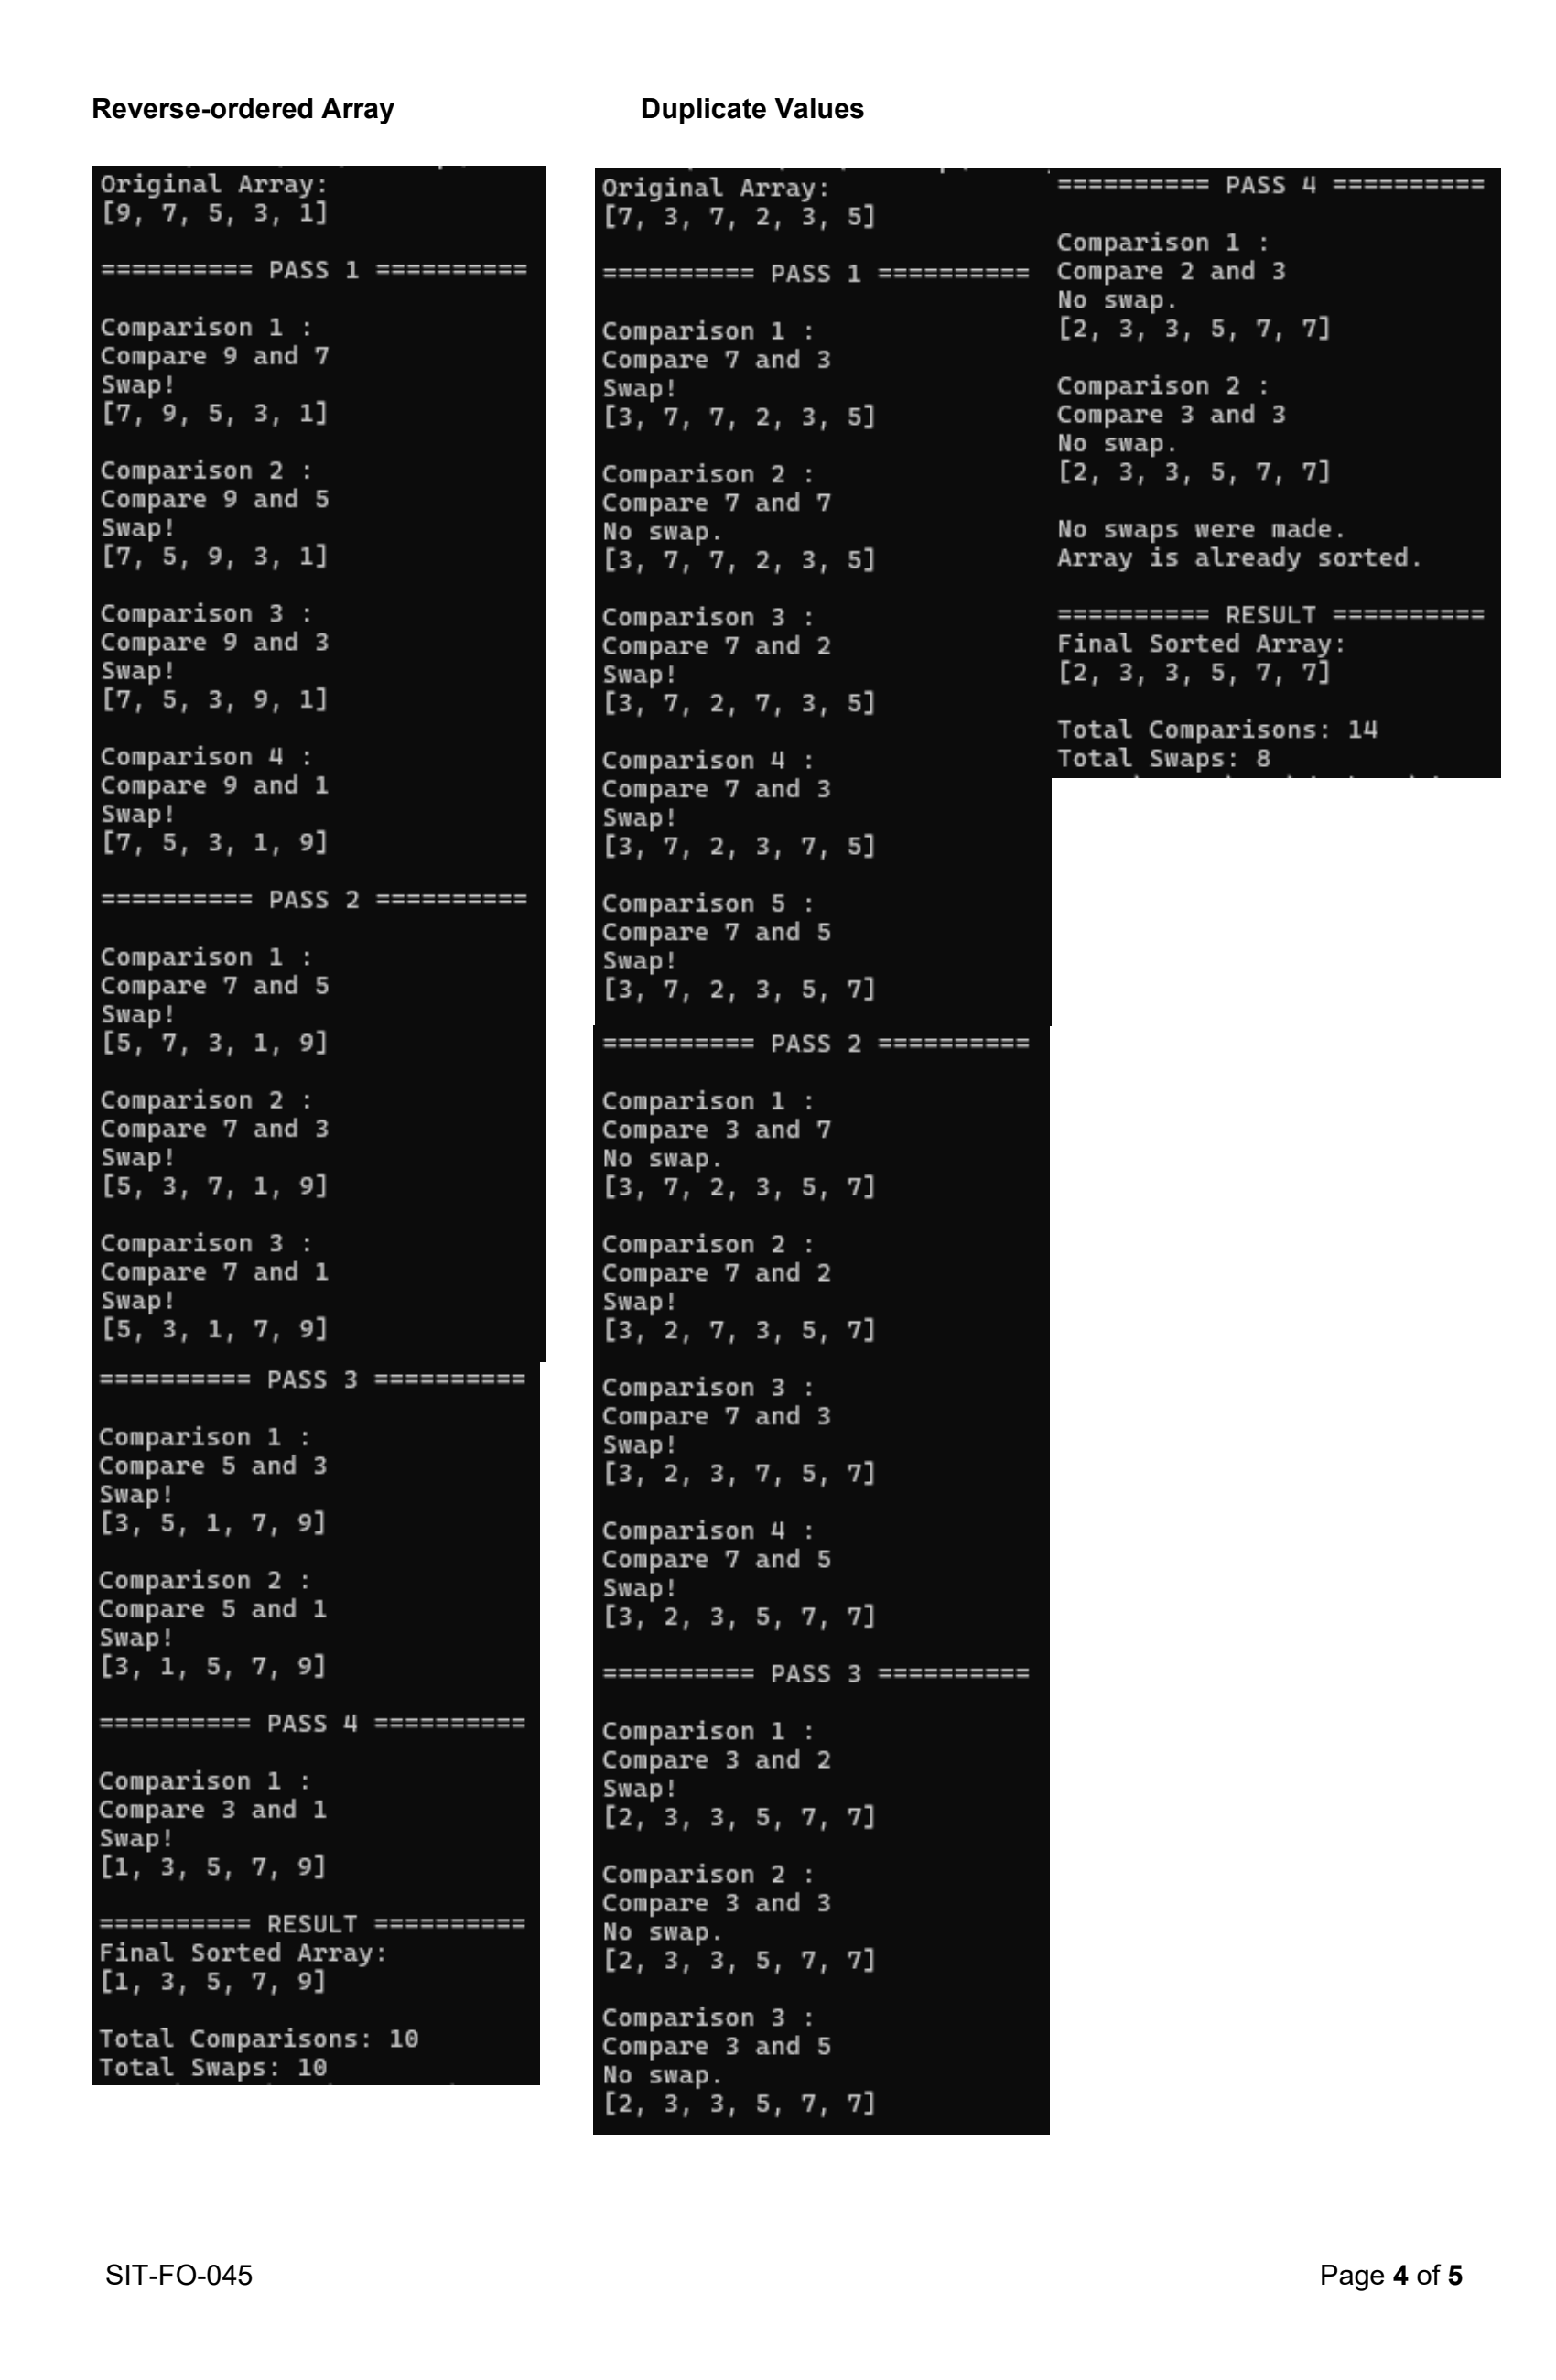 Reverse-ordered Array
Original Array:
[9, 7, 5, 3, 1]
========== PASS 1 ==========
Comparison 1 :
Compare 9 and 7
Swap!
[7, 9, 5, 3, 1]
Comparison 2 :
Compare 9 and 5
Swap!
[7, 5, 9, 3, 1]
Comparison 3 :
Compare 9 and 3
Swap!
[7, 5, 3, 9, 1]
Comparison 4 :
Compare 9 and 1
Swap!
[7, 5, 3, 1, 9]
========== PASS 2 ==========
Comparison 1 :
Compare 7 and 5
Swap!
[5, 7, 3, 1, 9]
Comparison 2 :
Compare 7 and 3
Swap!
[5, 3, 7, 1, 9]
Comparison 3 :
Compare 7 and 1
Swap!
[5, 3, 1, 7, 9]
========== PASS 3 ==========
Comparison 1 :
Compare 5 and 3
Swap!
[3, 5, 1, 7, 9]
Comparison 2 :
Compare 5 and 1
Swap!
[3, 1, 5, 7, 9]
========== PASS 4 ==========
Comparison 1 :
Compare 3 and 1
Swap!
[1, 3, 5, 7, 9]
========== RESULT ==========
Final Sorted Array:
[1, 3, 5, 7, 9]
Total Comparisons: 10
Total Swaps: 10
Duplicate Values
Original Array:
[7, 3, 7, 2, 3, 5]
========== PASS 1 ==========
Comparison 1 :
Compare 7 and 3
Swap!
[3, 7, 7, 2, 3, 5]
Comparison 2 :
Compare 7 and 7
No swap.
[3, 7, 7, 2, 3, 5]
Comparison 3 :
Compare 7 and 2
Swap!
[3, 7, 2, 7, 3, 5]
Comparison 4 :
Compare 7 and 3
Swap!
[3, 7, 2, 3, 7, 5]
Comparison 5 :
Compare 7 and 5
Swap!
[3, 7, 2, 3, 5, 7]
========== PASS 2 ==========
Comparison 1 :
Compare 3 and 7
No swap.
[3, 7, 2, 3, 5, 7]
Comparison 2 :
Compare 7 and 2
Swap!
[3, 2, 7, 3, 5, 7]
Comparison 3 :
Compare 7 and 3
Swap!
[3, 2, 3, 7, 5, 7]
Comparison 4 :
Compare 7 and 5
Swap!
[3, 2, 3, 5, 7, 7]
========== PASS 3 ==========
Comparison 1 :
Compare 3 and 2
Swap!
[2, 3, 3, 5, 7, 7]
Comparison 2 :
Compare 3 and 3
No swap.
[2, 3, 3, 5, 7, 7]
Comparison 3 :
Compare 3 and 5
No swap.
[2, 3, 3, 5, 7, 7]
========== PASS 4 ==========
Comparison 1 :
Compare 2 and 3
No swap.
[2, 3, 3, 5, 7, 7]
Comparison 2 :
Compare 3 and 3
No swap.
[2, 3, 3, 5, 7, 7]
No swaps were made.
Array is already sorted.
========== RESULT ==========
Final Sorted Array:
[2, 3, 3, 5, 7, 7]
Total Comparisons: 14
Total Swaps: 8
SIT-FO-045
Page 4 of 5